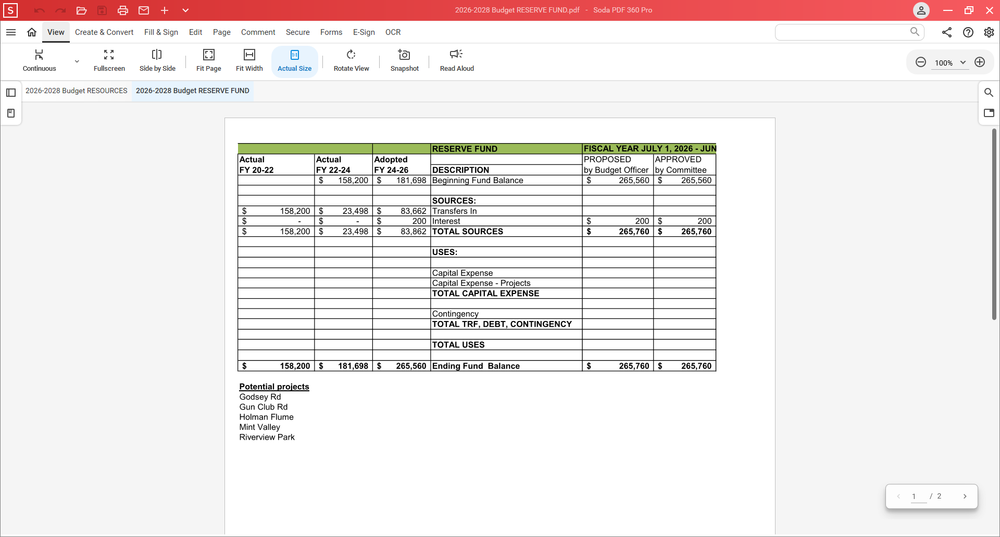 S 2026-2028 Budget RESERVE FUND.pdf - Soda PDF 360 Pro
View Create & Convert Fill & Sign Edit Page Comment Secure Forms E-Sign OCR
Continuous Fullscreen Side by Side Fit Page Fit Width 1:1 Actual Size Rotate View Snapshot Read Aloud 100%
2026-2028 Budget RESOURCES 2026-2028 Budget RESERVE FUND
RESERVE FUND FISCAL YEAR JULY 1, 2026 - JUN
Actual Actual Adopted PROPOSED APPROVED
FY 20-22 FY 22-24 FY 24-26 DESCRIPTION by Budget Officer by Committee
$ 158,200 $ 181,698 Beginning Fund Balance $ 265,560 $ 265,560
SOURCES:
$ 158,200 $ 23,498 $ 83,662 Transfers In
$ - $ - $ 200 Interest $ 200 $ 200
$ 158,200 $ 23,498 $ 83,862 TOTAL SOURCES $ 265,760 $ 265,760
USES:
Capital Expense
Capital Expense - Projects
TOTAL CAPITAL EXPENSE
Contingency
TOTAL TRF, DEBT, CONTINGENCY
TOTAL USES
$ 158,200 $ 181,698 $ 265,560 Ending Fund Balance $ 265,760 $ 265,760
Potential projects
Godsey Rd
Gun Club Rd
Holman Flume
Mint Valley
Riverview Park
1 / 2